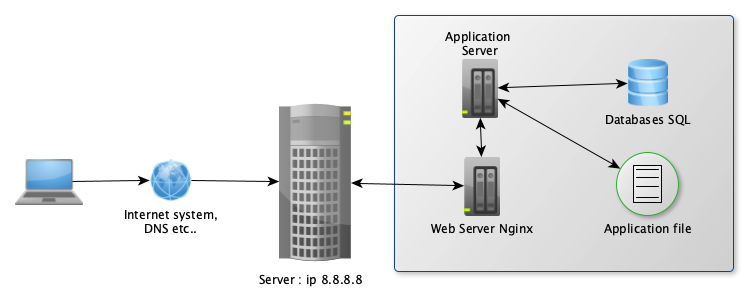 Application
Server
Databases SQL
Internet system,
DNS etc..
Web Server Nginx
Application file
Server : ip 8.8.8.8